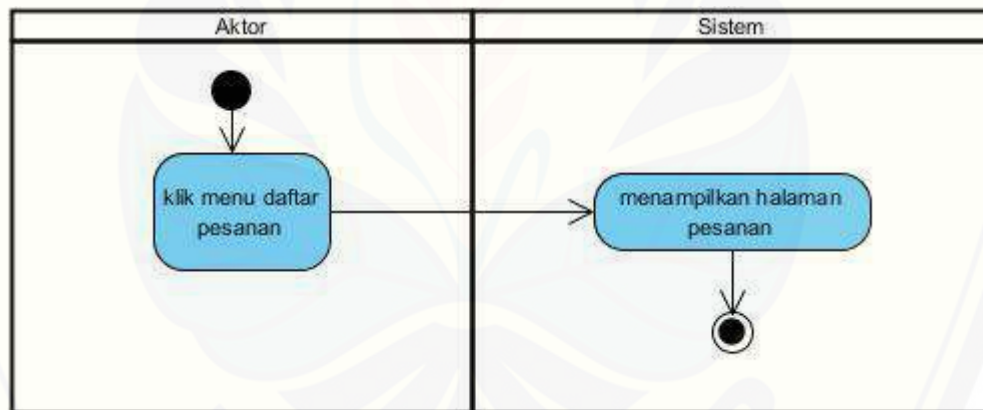 Aktor
Sistem
klik menu daftar
pesanan
menampilkan halaman
pesanan